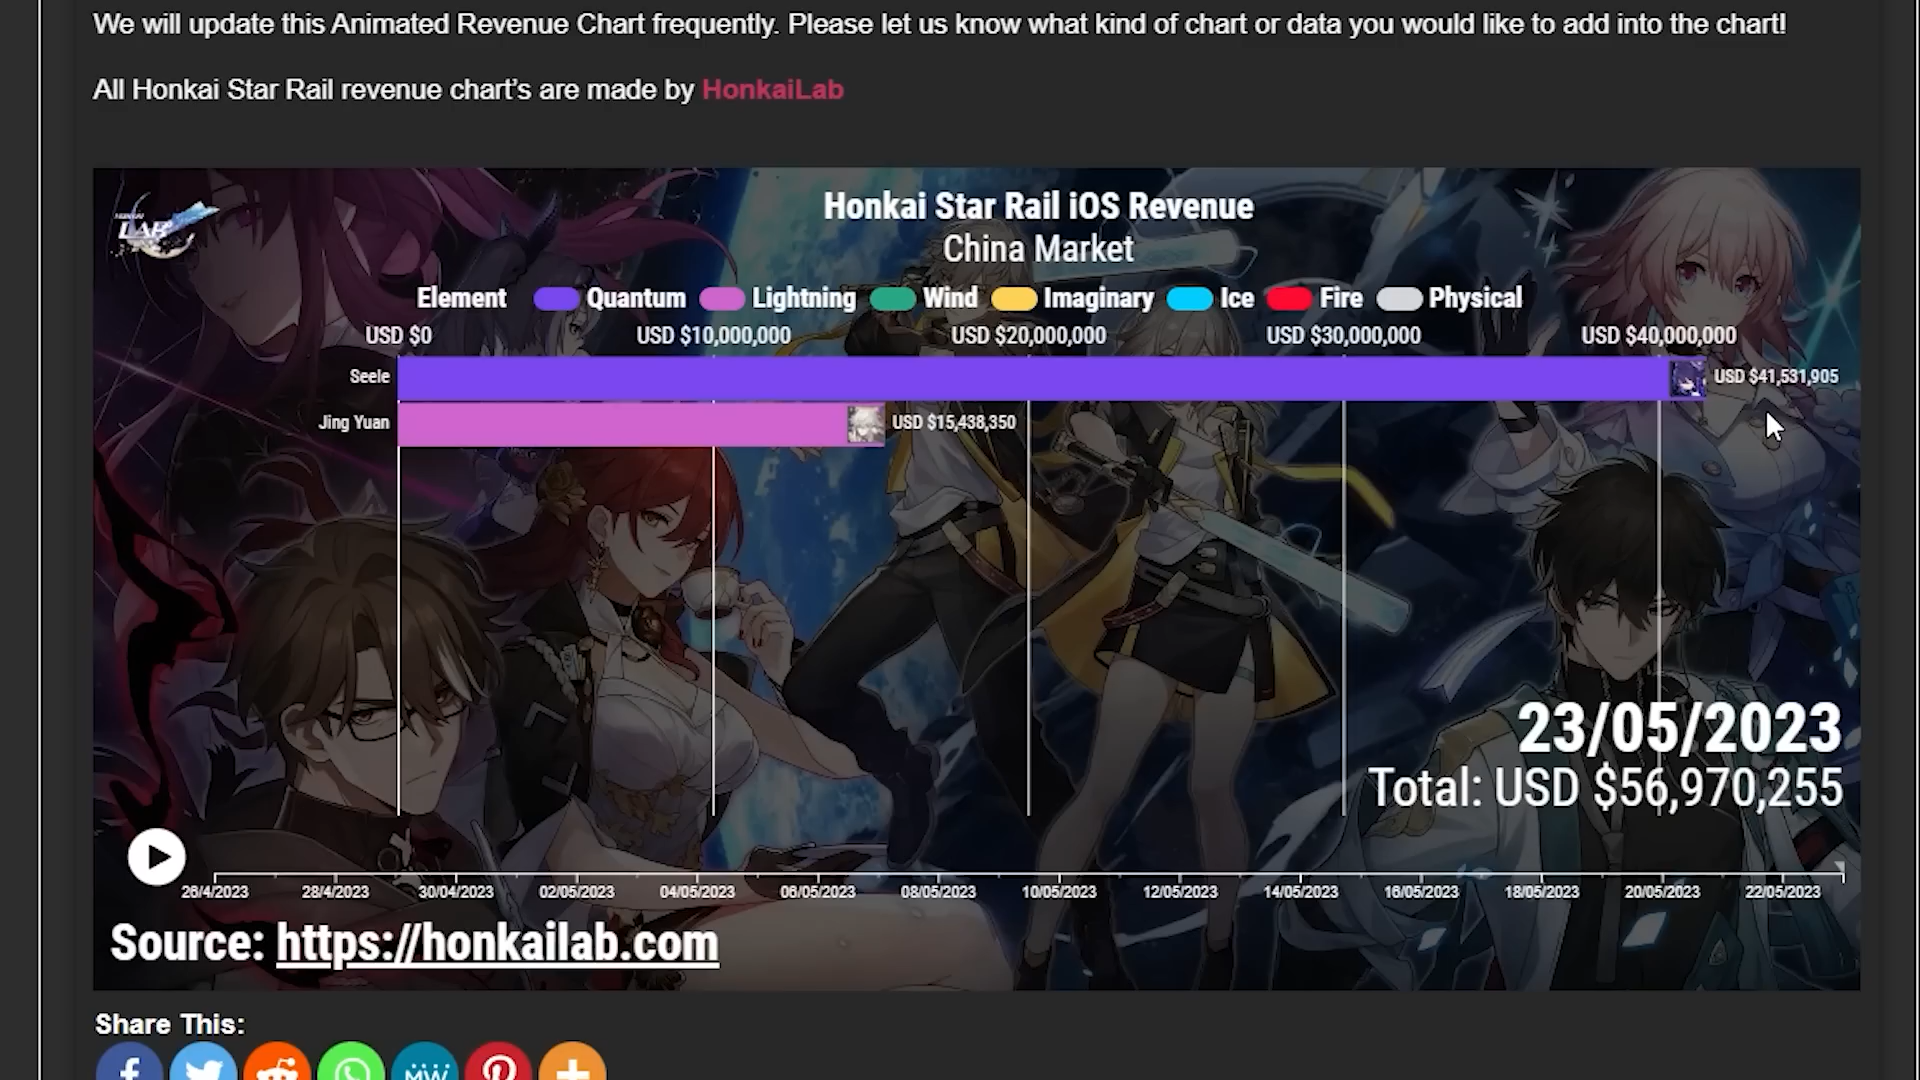 We will update this Animated Revenue Chart frequently. Please let us know what kind of chart or data you would like to add into the chart!
All Honkai Star Rail revenue chart's are made by HonkaiLab
HONKAI
LAB
Honkai Star Rail iOS Revenue
China Market
Element Quantum Lightning Wind Imaginary Ice Fire Physical
USD $0 USD $10,000,000 USD $20,000,000 USD $30,000,000 USD $40,000,000
Seele USD $41,531,905
Jing Yuan USD $15,438,350
23/05/2023
Total: USD $56,970,255
26/4/2023 28/4/2023 30/04/2023 02/05/2023 04/05/2023 06/05/2023 08/05/2023 10/05/2023 12/05/2023 14/05/2023 16/05/2023 18/05/2023 20/05/2023 22/05/2023
Source: https://honkailab.com
Share This:
MW